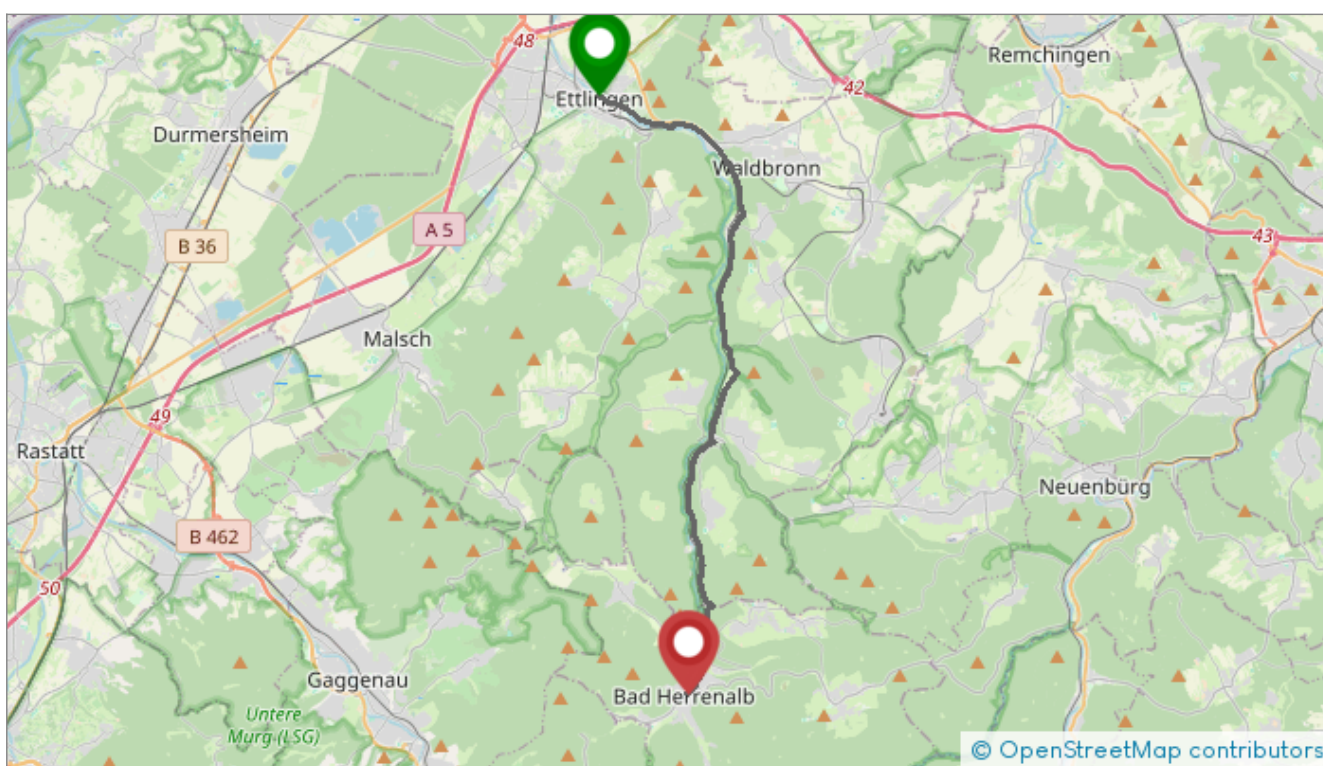 48
Remchingen
42
Ettlingen
Durmersheim
Waldbronn
A 5
43
B 36
Malsch
49
Rastatt
Neuenbürg
B 462
50
Gaggenau
Bad Herrenalb
Untere
Murg (LSG)
© OpenStreetMap contributors